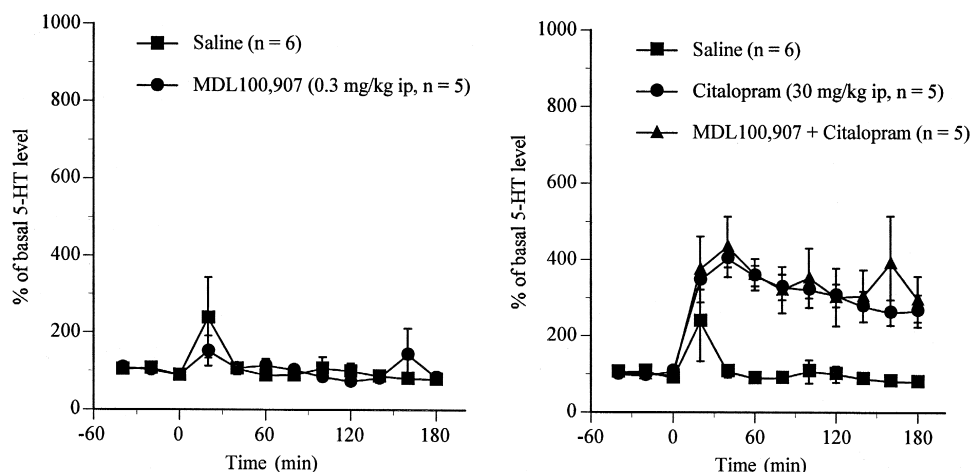 1000
800
600
400
200
0
-60 0 60 120 180
Time (min)
% of basal 5-HT level
Saline (n = 6)
MDL100,907 (0.3 mg/kg ip, n = 5)
1000
800
600
400
200
0
-60 0 60 120 180
Time (min)
% of basal 5-HT level
Saline (n = 6)
Citalopram (30 mg/kg ip, n = 5)
MDL100,907 + Citalopram (n = 5)